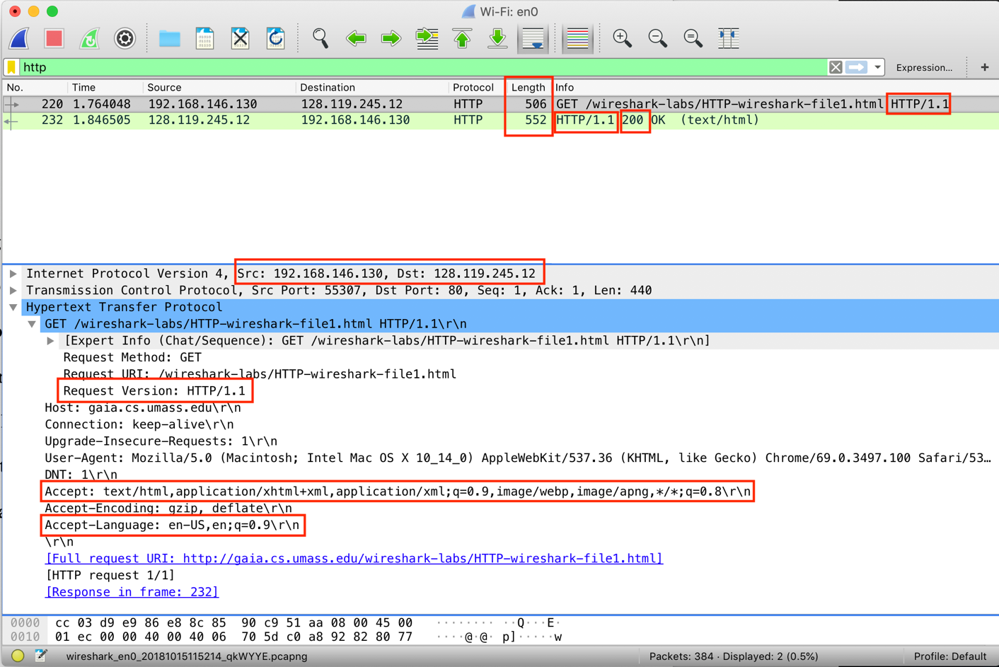 Wi-Fi: en0
http
Expression...
+
No. Time Source Destination Protocol Length Info
220 1.764048 192.168.146.130 128.119.245.12 HTTP 506 GET /wireshark-labs/HTTP-wireshark-file1.html HTTP/1.1
232 1.846505 128.119.245.12 192.168.146.130 HTTP 552 HTTP/1.1 200 OK (text/html)
Internet Protocol Version 4, Src: 192.168.146.130, Dst: 128.119.245.12
Transmission Control Protocol, Src Port: 55307, Dst Port: 80, Seq: 1, Ack: 1, Len: 440
Hypertext Transfer Protocol
GET /wireshark-labs/HTTP-wireshark-file1.html HTTP/1.1\r\n
[Expert Info (Chat/Sequence): GET /wireshark-labs/HTTP-wireshark-file1.html HTTP/1.1\r\n]
Request Method: GET
Request URI: /wireshark-labs/HTTP-wireshark-file1.html
Request Version: HTTP/1.1
Host: gaia.cs.umass.edu\r\n
Connection: keep-alive\r\n
Upgrade-Insecure-Requests: 1\r\n
User-Agent: Mozilla/5.0 (Macintosh; Intel Mac OS X 10_14_0) AppleWebKit/537.36 (KHTML, like Gecko) Chrome/69.0.3497.100 Safari/53…
DNT: 1\r\n
Accept: text/html,application/xhtml+xml,application/xml;q=0.9,image/webp,image/apng,*/*;q=0.8\r\n
Accept-Encoding: gzip, deflate\r\n
Accept-Language: en-US,en;q=0.9\r\n
\r\n
[Full request URI: http://gaia.cs.umass.edu/wireshark-labs/HTTP-wireshark-file1.html]
[HTTP request 1/1]
[Response in frame: 232]
0000 cc 03 d9 e9 86 e8 8c 85 90 c9 51 aa 08 00 45 00 ········ ··Q···E·
0010 01 ec 00 00 40 00 40 06 70 5d c0 a8 92 82 80 77 ····@·@· p]·····w
wireshark_en0_20181015115214_qkWYYE.pcapng
Packets: 384 · Displayed: 2 (0.5%)
Profile: Default